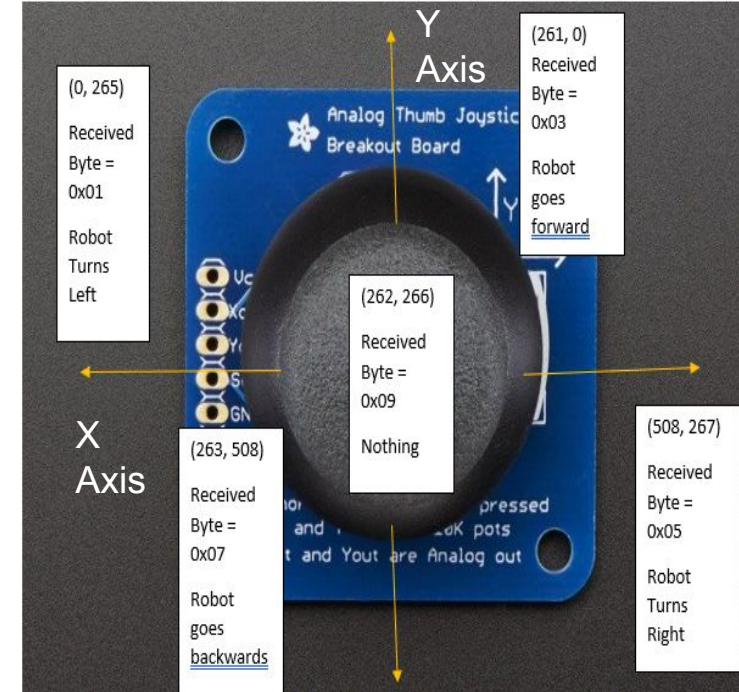 Y
Axis
(261, 0)
Received
Byte =
0x03
Robot
goes
forward
(0, 265)
Received
Byte =
0x01
Robot
Turns
Left
Analog Thumb
Breakout Board
Y
(262, 266)
Received
Byte =
0x09
Nothing
X
Axis
(263, 508)
Received
Byte =
0x07
Robot
goes
backwards
(508, 267)
Received
Byte =
0x05
Robot
Turns
Right
pressed
and
pots
and Yout are Analog out